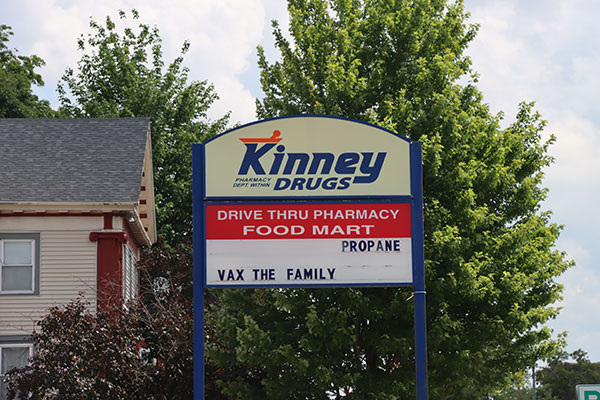 Kinney
PHARMACY
DEPT. WITHIN
DRUGS
DRIVE THRU PHARMACY
FOOD MART
PROPANE
VAX THE FAMILY